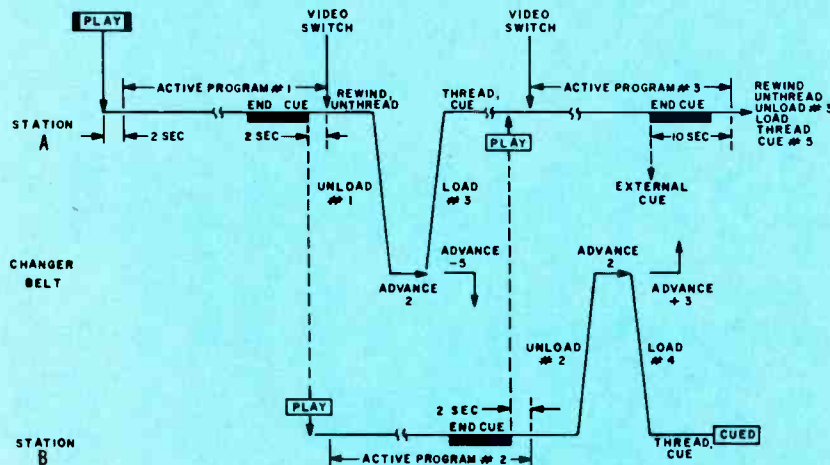 PLAY
VIDEO
SWITCH
VIDEO
SWITCH
ACTIVE PROGRAM # 1
REWIND,
UNTHREAD
THREAD,
CUE
ACTIVE PROGRAM # 3
REWIND
UNTHREAD
UNLOAD # 3
LOAD
THREAD
CUE # 5
STATION
A
2 SEC
END CUE
2 SEC
PLAY
END CUE
10 SEC
EXTERNAL
CUE
UNLOAD
# 1
LOAD
# 3
CHANGER
BELT
ADVANCE
2
ADVANCE
-5
ADVANCE
2
ADVANCE
+ 3
UNLOAD
# 2
LOAD
# 4
PLAY
2 SEC
END CUE
STATION
B
ACTIVE PROGRAM # 2
THREAD,
CUE
CUED